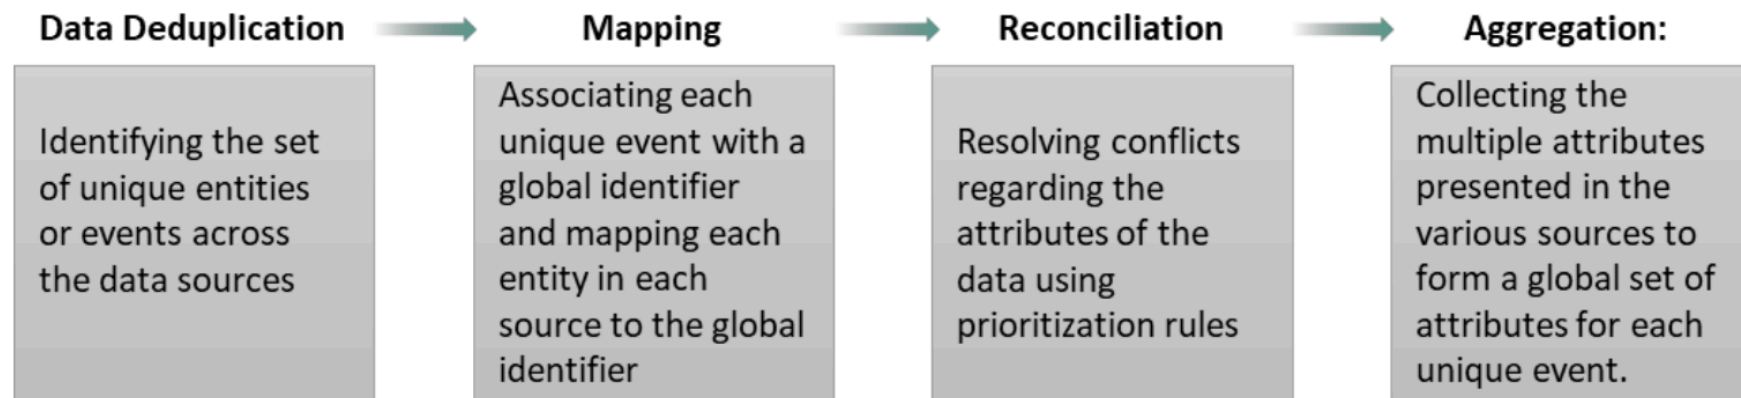 Data Deduplication
Identifying the set
of unique entities
or events across
the data sources
Mapping
Associating each
unique event with a
global identifier
and mapping each
entity in each
source to the global
identifier
Reconciliation
Resolving conflicts
regarding the
attributes of the
data using
prioritization rules
Aggregation:
Collecting the
multiple attributes
presented in the
various sources to
form a global set of
attributes for each
unique event.